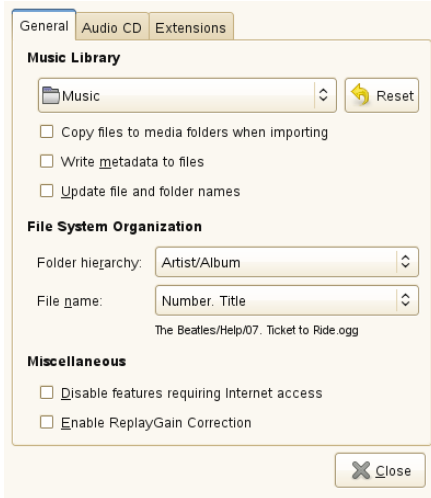 General Audio CD Extensions
Music Library
Music Reset
Copy files to media folders when importing
Write metadata to files
Update file and folder names
File System Organization
Folder hierarchy: Artist/Album
File name: Number. Title
The Beatles/Help/07. Ticket to Ride.ogg
Miscellaneous
Disable features requiring Internet access
Enable ReplayGain Correction
Close